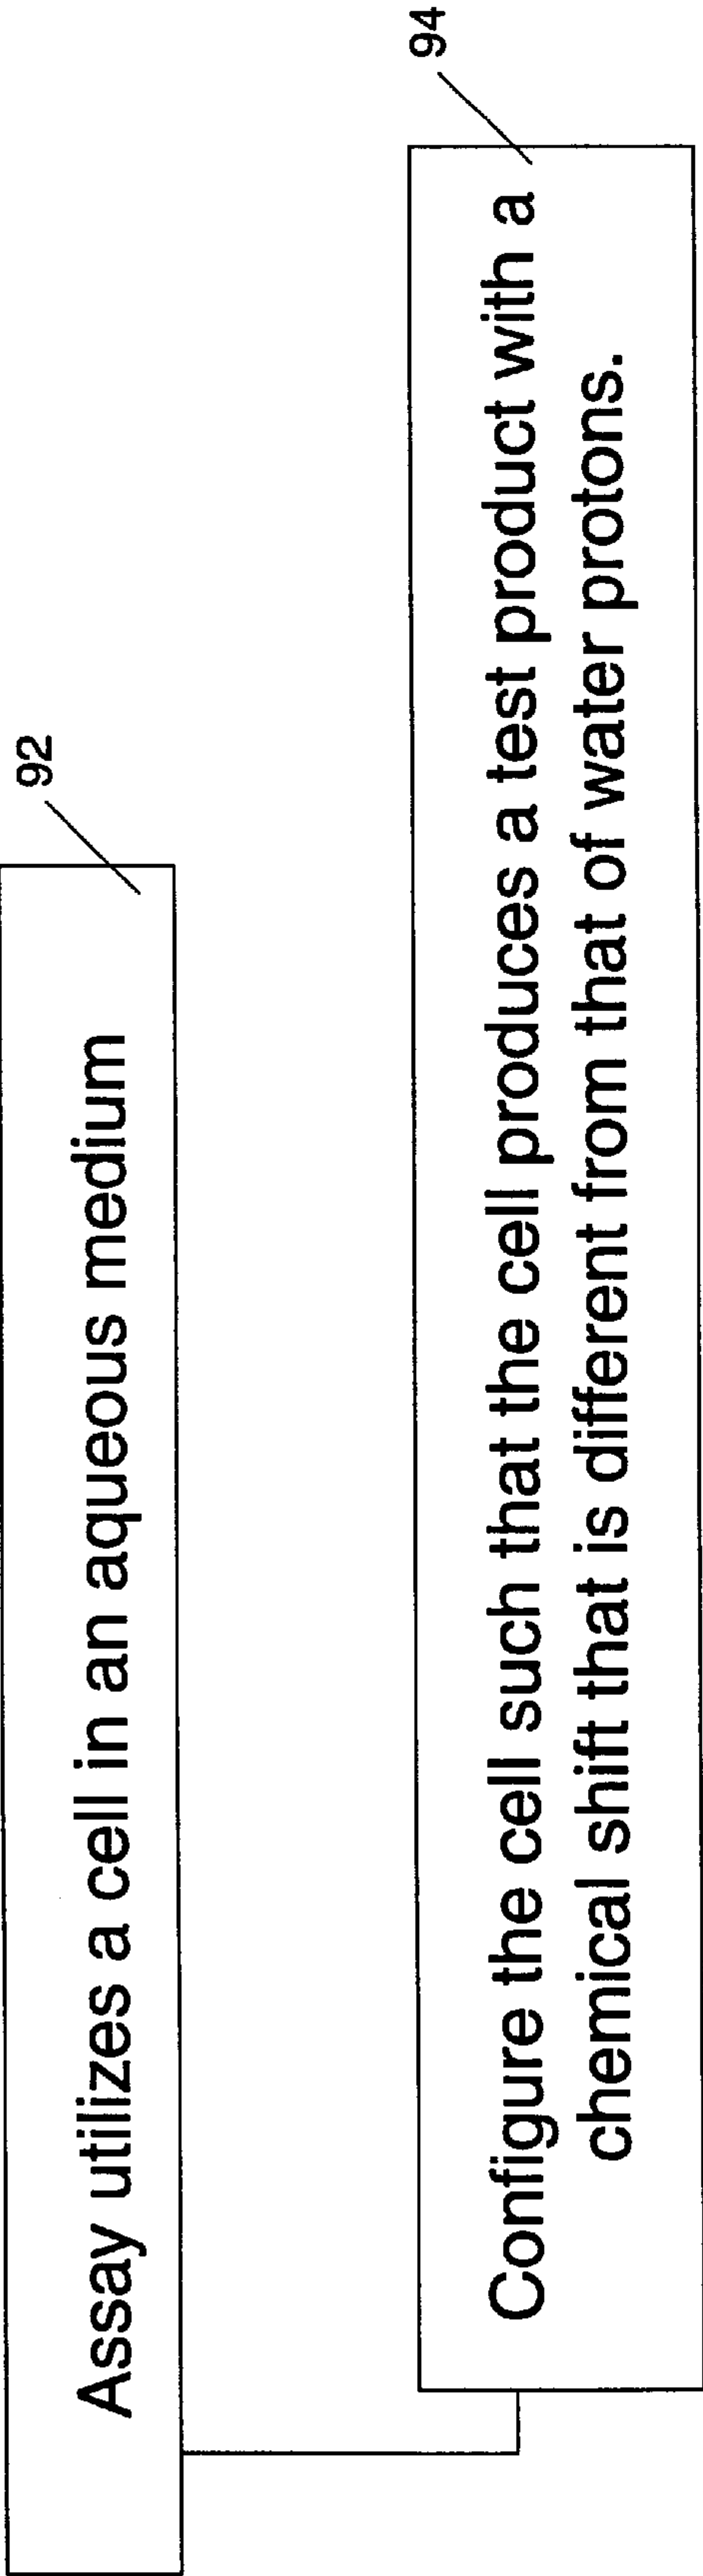 92
Assay utilizes a cell in an aqueous medium
94
Configure the cell such that the cell produces a test product with a
chemical shift that is different from that of water protons.